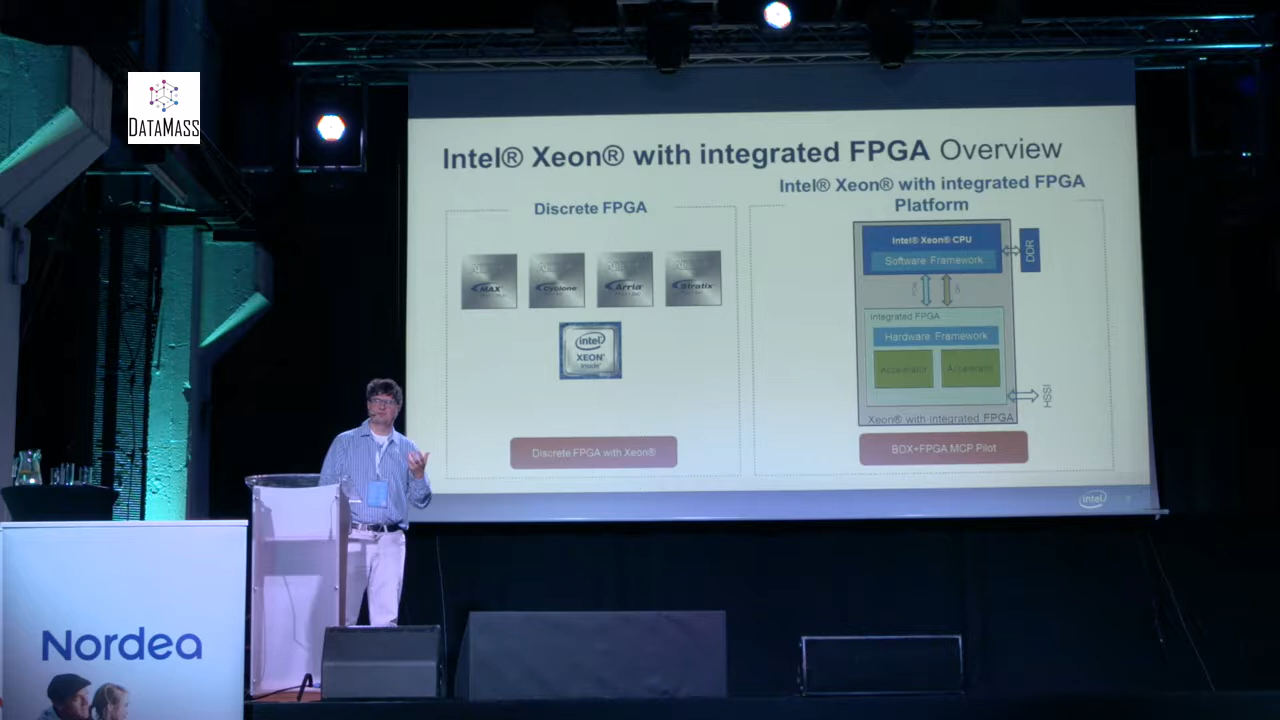 DATAMASS
Intel® Xeon® with integrated FPGA Overview
Discrete FPGA
MAX®
Cyclone®
Arria®
Stratix®
intel®
XEON®
inside™
Discrete FPGA with Xeon®
Intel® Xeon® with integrated FPGA
Platform
Intel® Xeon® CPU
Software Framework
DDR
Integrated FPGA
Hardware Framework
Accelerator
Accelerator
HSSI
Xeon® with integrated FPGA
BDX+FPGA MCP Pilot
intel
Nordea